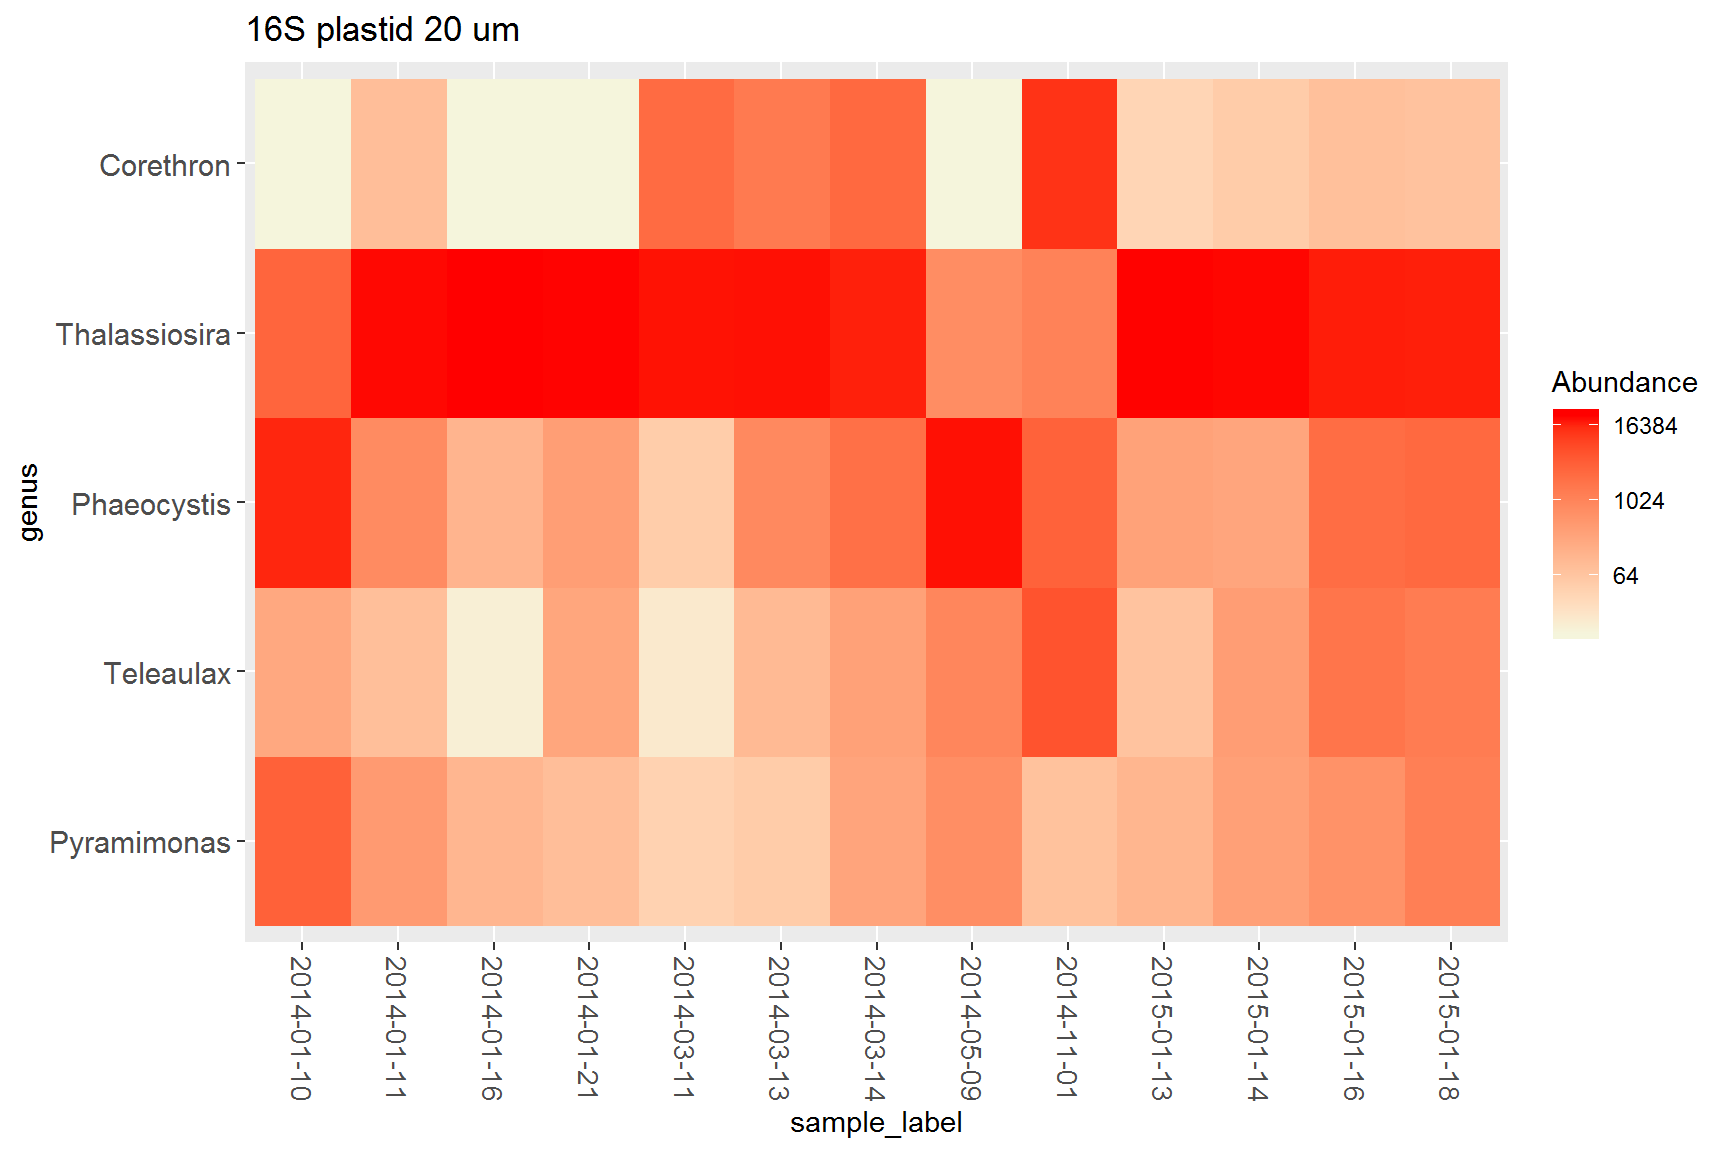 16S plastid 20 um
genus
Corethron
Thalassiosira
Phaeocystis
Teleaulax
Pyramimonas
Abundance
16384
1024
64
2014-01-10
2014-01-11
2014-01-16
2014-01-21
2014-03-11
2014-03-13
2014-03-14
2014-05-09
2014-11-01
2015-01-13
2015-01-14
2015-01-16
2015-01-18
sample_label